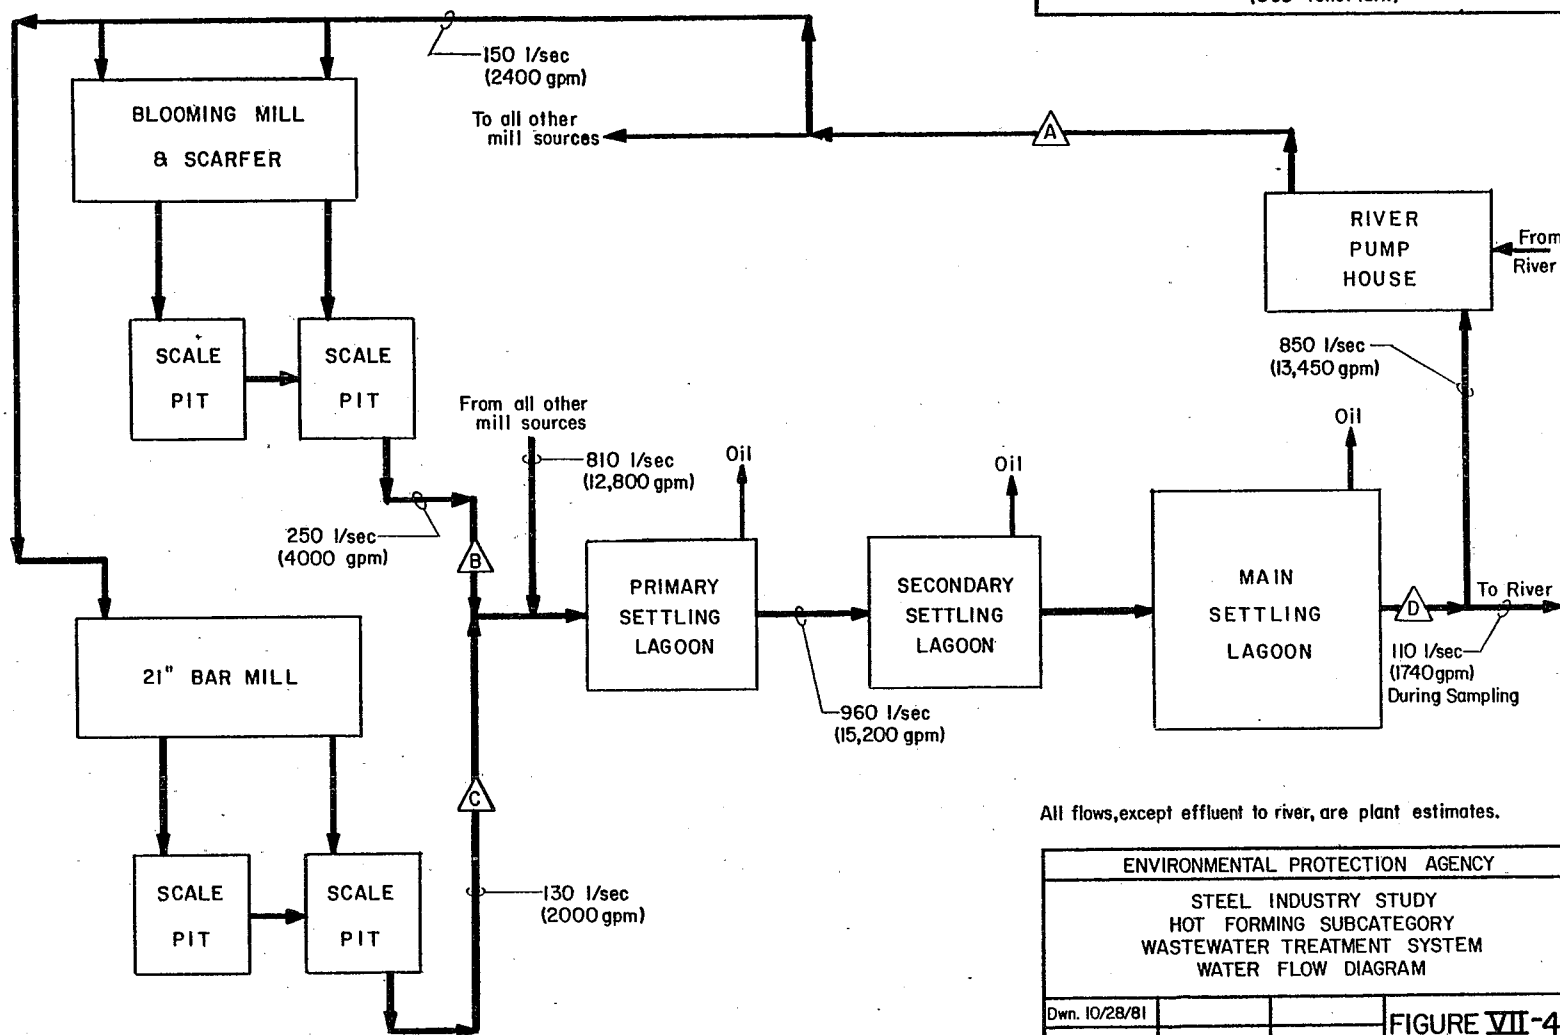 150 l/sec
(2400 gpm)
BLOOMING MILL
& SCARFER
To all other
mill sources
A
RIVER
PUMP
HOUSE
From
River
SCALE
PIT
SCALE
PIT
850 l/sec
(13,450 gpm)
From all other
mill sources
810 l/sec
(12,800 gpm)
Oil
Oil
Oil
250 l/sec
(4000 gpm)
B
PRIMARY
SETTLING
LAGOON
SECONDARY
SETTLING
LAGOON
MAIN
SETTLING
LAGOON
D
To River
110 l/sec
(1740gpm)
During Sampling
960 l/sec
(15,200 gpm)
21" BAR MILL
C
SCALE
PIT
SCALE
PIT
130 l/sec
(2000 gpm)
All flows,except effluent to river, are plant estimates.
ENVIRONMENTAL PROTECTION AGENCY
STEEL INDUSTRY STUDY
HOT FORMING SUBCATEGORY
WASTEWATER TREATMENT SYSTEM
WATER FLOW DIAGRAM
Dwn. 10/28/81
FIGURE VII-4